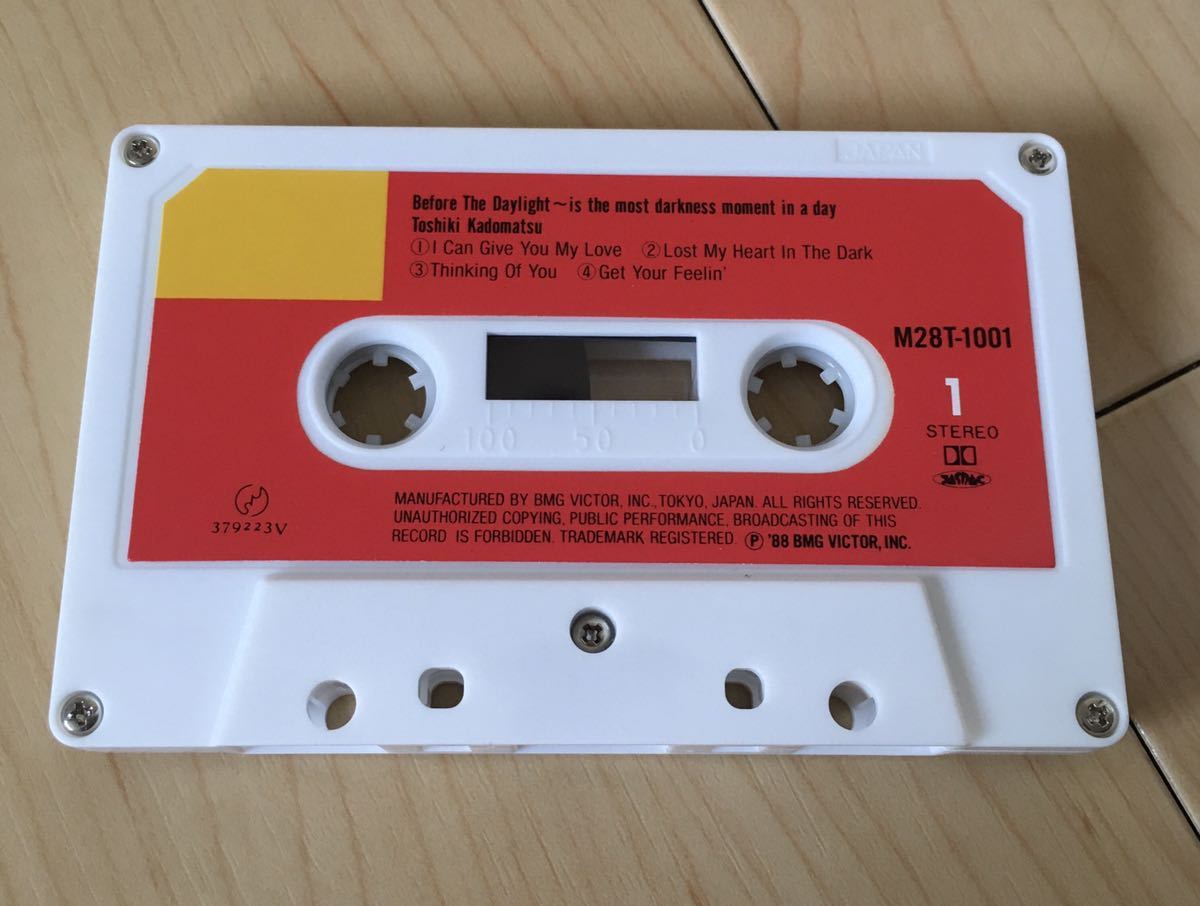 JAPAN
Before The Daylight~is the most darkness moment in a day
Toshiki Kadomatsu
①I Can Give You My Love ②Lost My Heart In The Dark
③Thinking Of You ④Get Your Feelin'
M28T-1001
1
STEREO
100 50 0
379223V
MANUFACTURED BY BMG VICTOR, INC., TOKYO, JAPAN. ALL RIGHTS RESERVED.
UNAUTHORIZED COPYING, PUBLIC PERFORMANCE, BROADCASTING OF THIS
RECORD IS FORBIDDEN. TRADEMARK REGISTERED. Ⓟ '88 BMG VICTOR, INC.